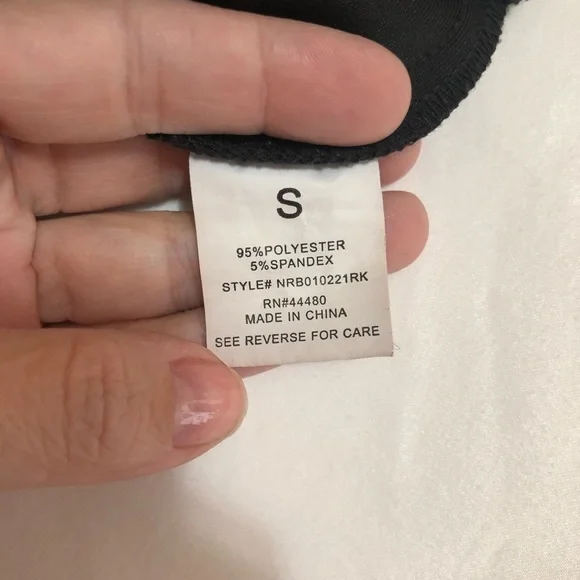 S
95%POLYESTER
5%SPANDEX
STYLE# NRB010221RK
RN#44480
MADE IN CHINA
SEE REVERSE FOR CARE